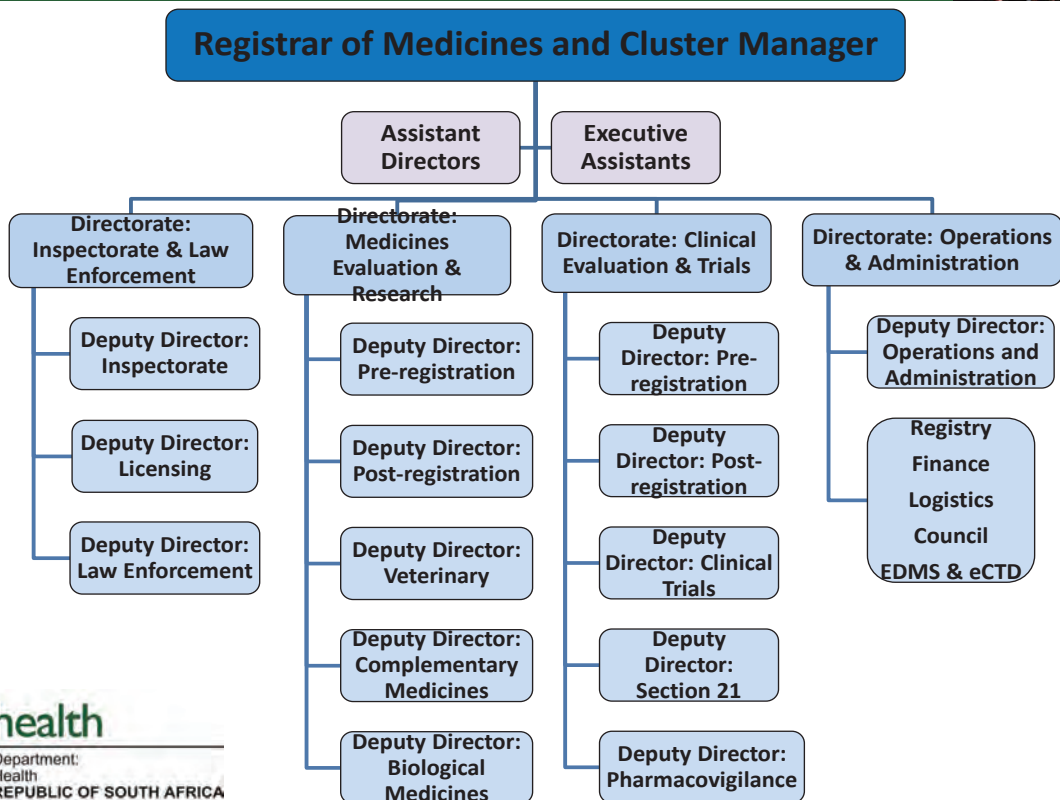 Registrar of Medicines and Cluster Manager
Assistant
Directors
Executive
Assistants
Directorate:
Inspectorate & Law
Enforcement
Deputy Director:
Inspectorate
Deputy Director:
Licensing
Deputy Director:
Law Enforcement
Directorate:
Medicines
Evaluation &
Research
Deputy Director:
Pre-registration
Deputy Director:
Post-registration
Deputy Director:
Veterinary
Deputy Director:
Complementary
Medicines
Deputy Director:
Biological
Medicines
Directorate: Clinical
Evaluation & Trials
Deputy
Director: Pre-
registration
Deputy
Director: Post-
registration
Deputy
Director: Clinical
Trials
Deputy
Director:
Section 21
Deputy Director:
Pharmacovigilance
Directorate: Operations
& Administration
Deputy Director:
Operations and
Administration
Registry
Finance
Logistics
Council
EDMS & eCTD
health
Department:
Health
REPUBLIC OF SOUTH AFRICA